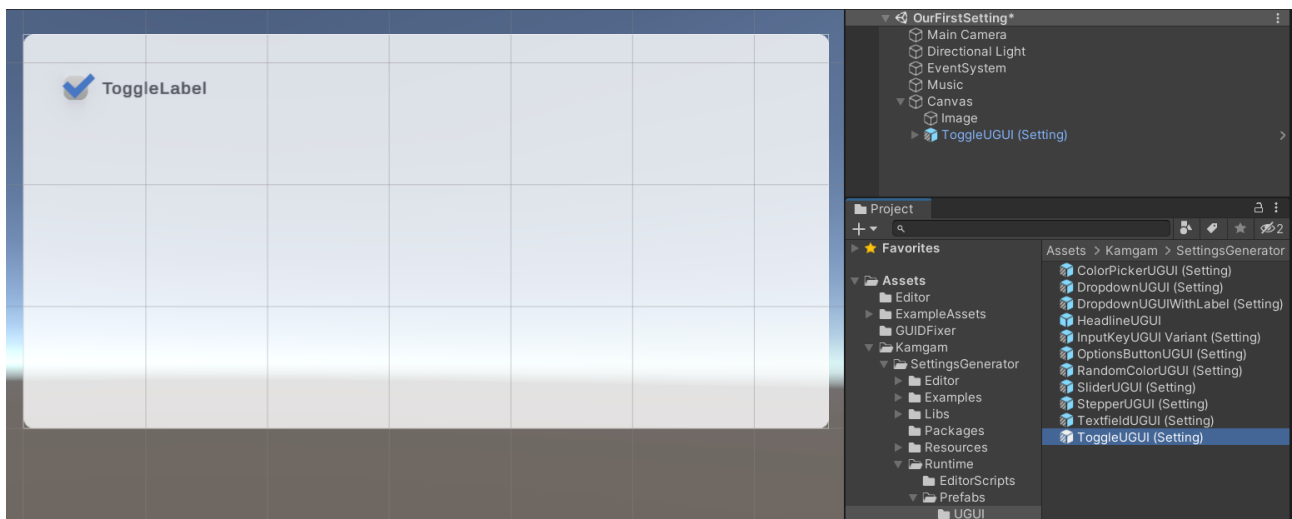 ToggleLabel
OurFirstSetting*
Main Camera
Directional Light
EventSystem
Music
Canvas
Image
ToggleUGUI (Setting)
Project
2
Favorites
Assets
Editor
ExampleAssets
GUIDFixer
Kamgam
SettingsGenerator
Editor
Examples
Libs
Packages
Resources
Runtime
EditorScripts
Prefabs
UGUI
Assets > Kamgam > SettingsGenerator
ColorPickerUGUI (Setting)
DropdownUGUI (Setting)
DropdownUGUIWithLabel (Setting)
HeadlineUGUI
InputKeyUGUI Variant (Setting)
OptionsButtonUGUI (Setting)
RandomColorUGUI (Setting)
SliderUGUI (Setting)
StepperUGUI (Setting)
TextfieldUGUI (Setting)
ToggleUGUI (Setting)